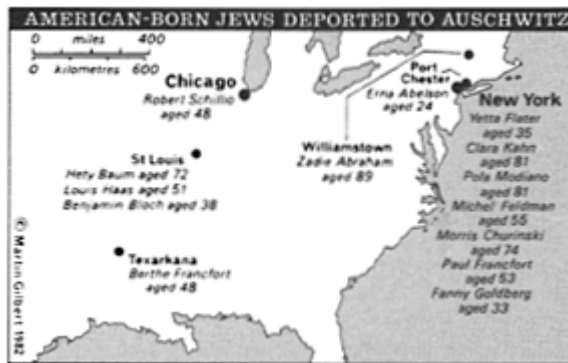 AMERICAN-BORN JEWS DEPORTED TO AUSCHWITZ
0 miles 400
0 kilometres 600
Chicago
Robert Schillio
aged 48
St Louis
Hety Baum aged 72
Louis Haas aged 51
Benjamin Bloch aged 38
Texarkana
Berthe Francfort
aged 48
Williamstown
Zadie Abraham
aged 89
Port
Chester
Erna Abelson
aged 24
New York
Yetta Flater
aged 35
Clara Kahn
aged 81
Pola Modiano
aged 81
Michel Feldman
aged 55
Morris Churinski
aged 74
Paul Francfort
aged 53
Fanny Goldberg
aged 33
© Martin Gilbert 1982